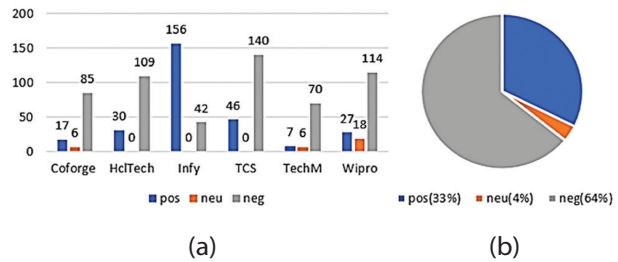 200
150
100
50
0
17 6 85
30 0 109
156 0 42
46 0 140
7 6 70
27 18 114
Coforge HclTech Infy TCS TechM Wipro
pos neu neg
(a)
pos(33%) neu(4%) neg(64%)
(b)